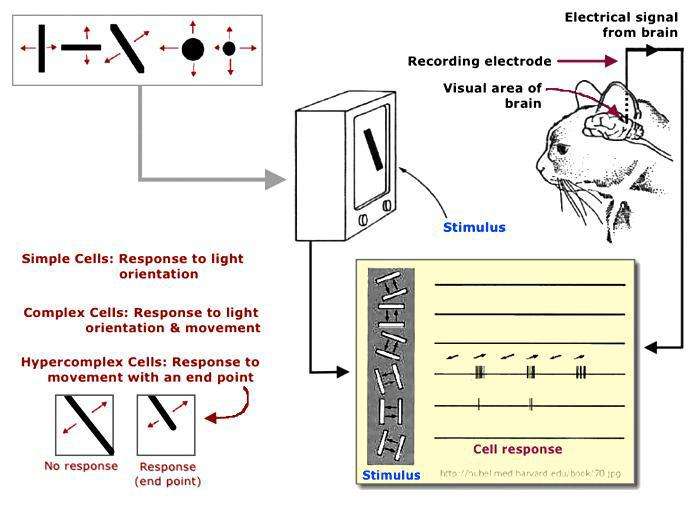 Electrical signal
from brain
Recording electrode
Visual area of
brain
Stimulus
Simple Cells: Response to light
orientation
Complex Cells: Response to light
orientation & movement
Hypercomplex Cells: Response to
movement with an end point
No response
Response
(end point)
Cell response
Stimulus
http://hubel.med.harvard.edu/book/70.jpg